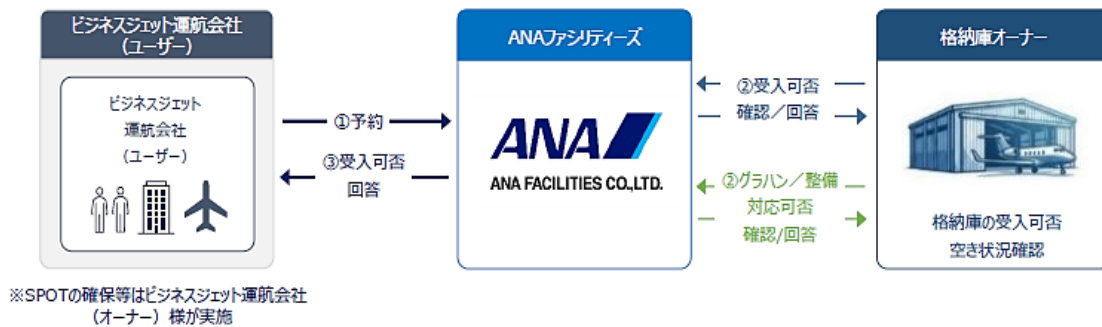 ビジネスジェット運航会社
(ユーザー)
ビジネスジェット
運航会社
(ユーザー)
※SPOTの確保等はビジネスジェット運航会社
(オーナー)様が実施
①予約
③受入可否
回答
ANAファシリティーズ
ANA
ANA FACILITIES CO.,LTD.
②受入可否
確認/回答
②グラハン/整備
対応可否
確認/回答
格納庫オーナー
格納庫の受入可否
空き状況確認